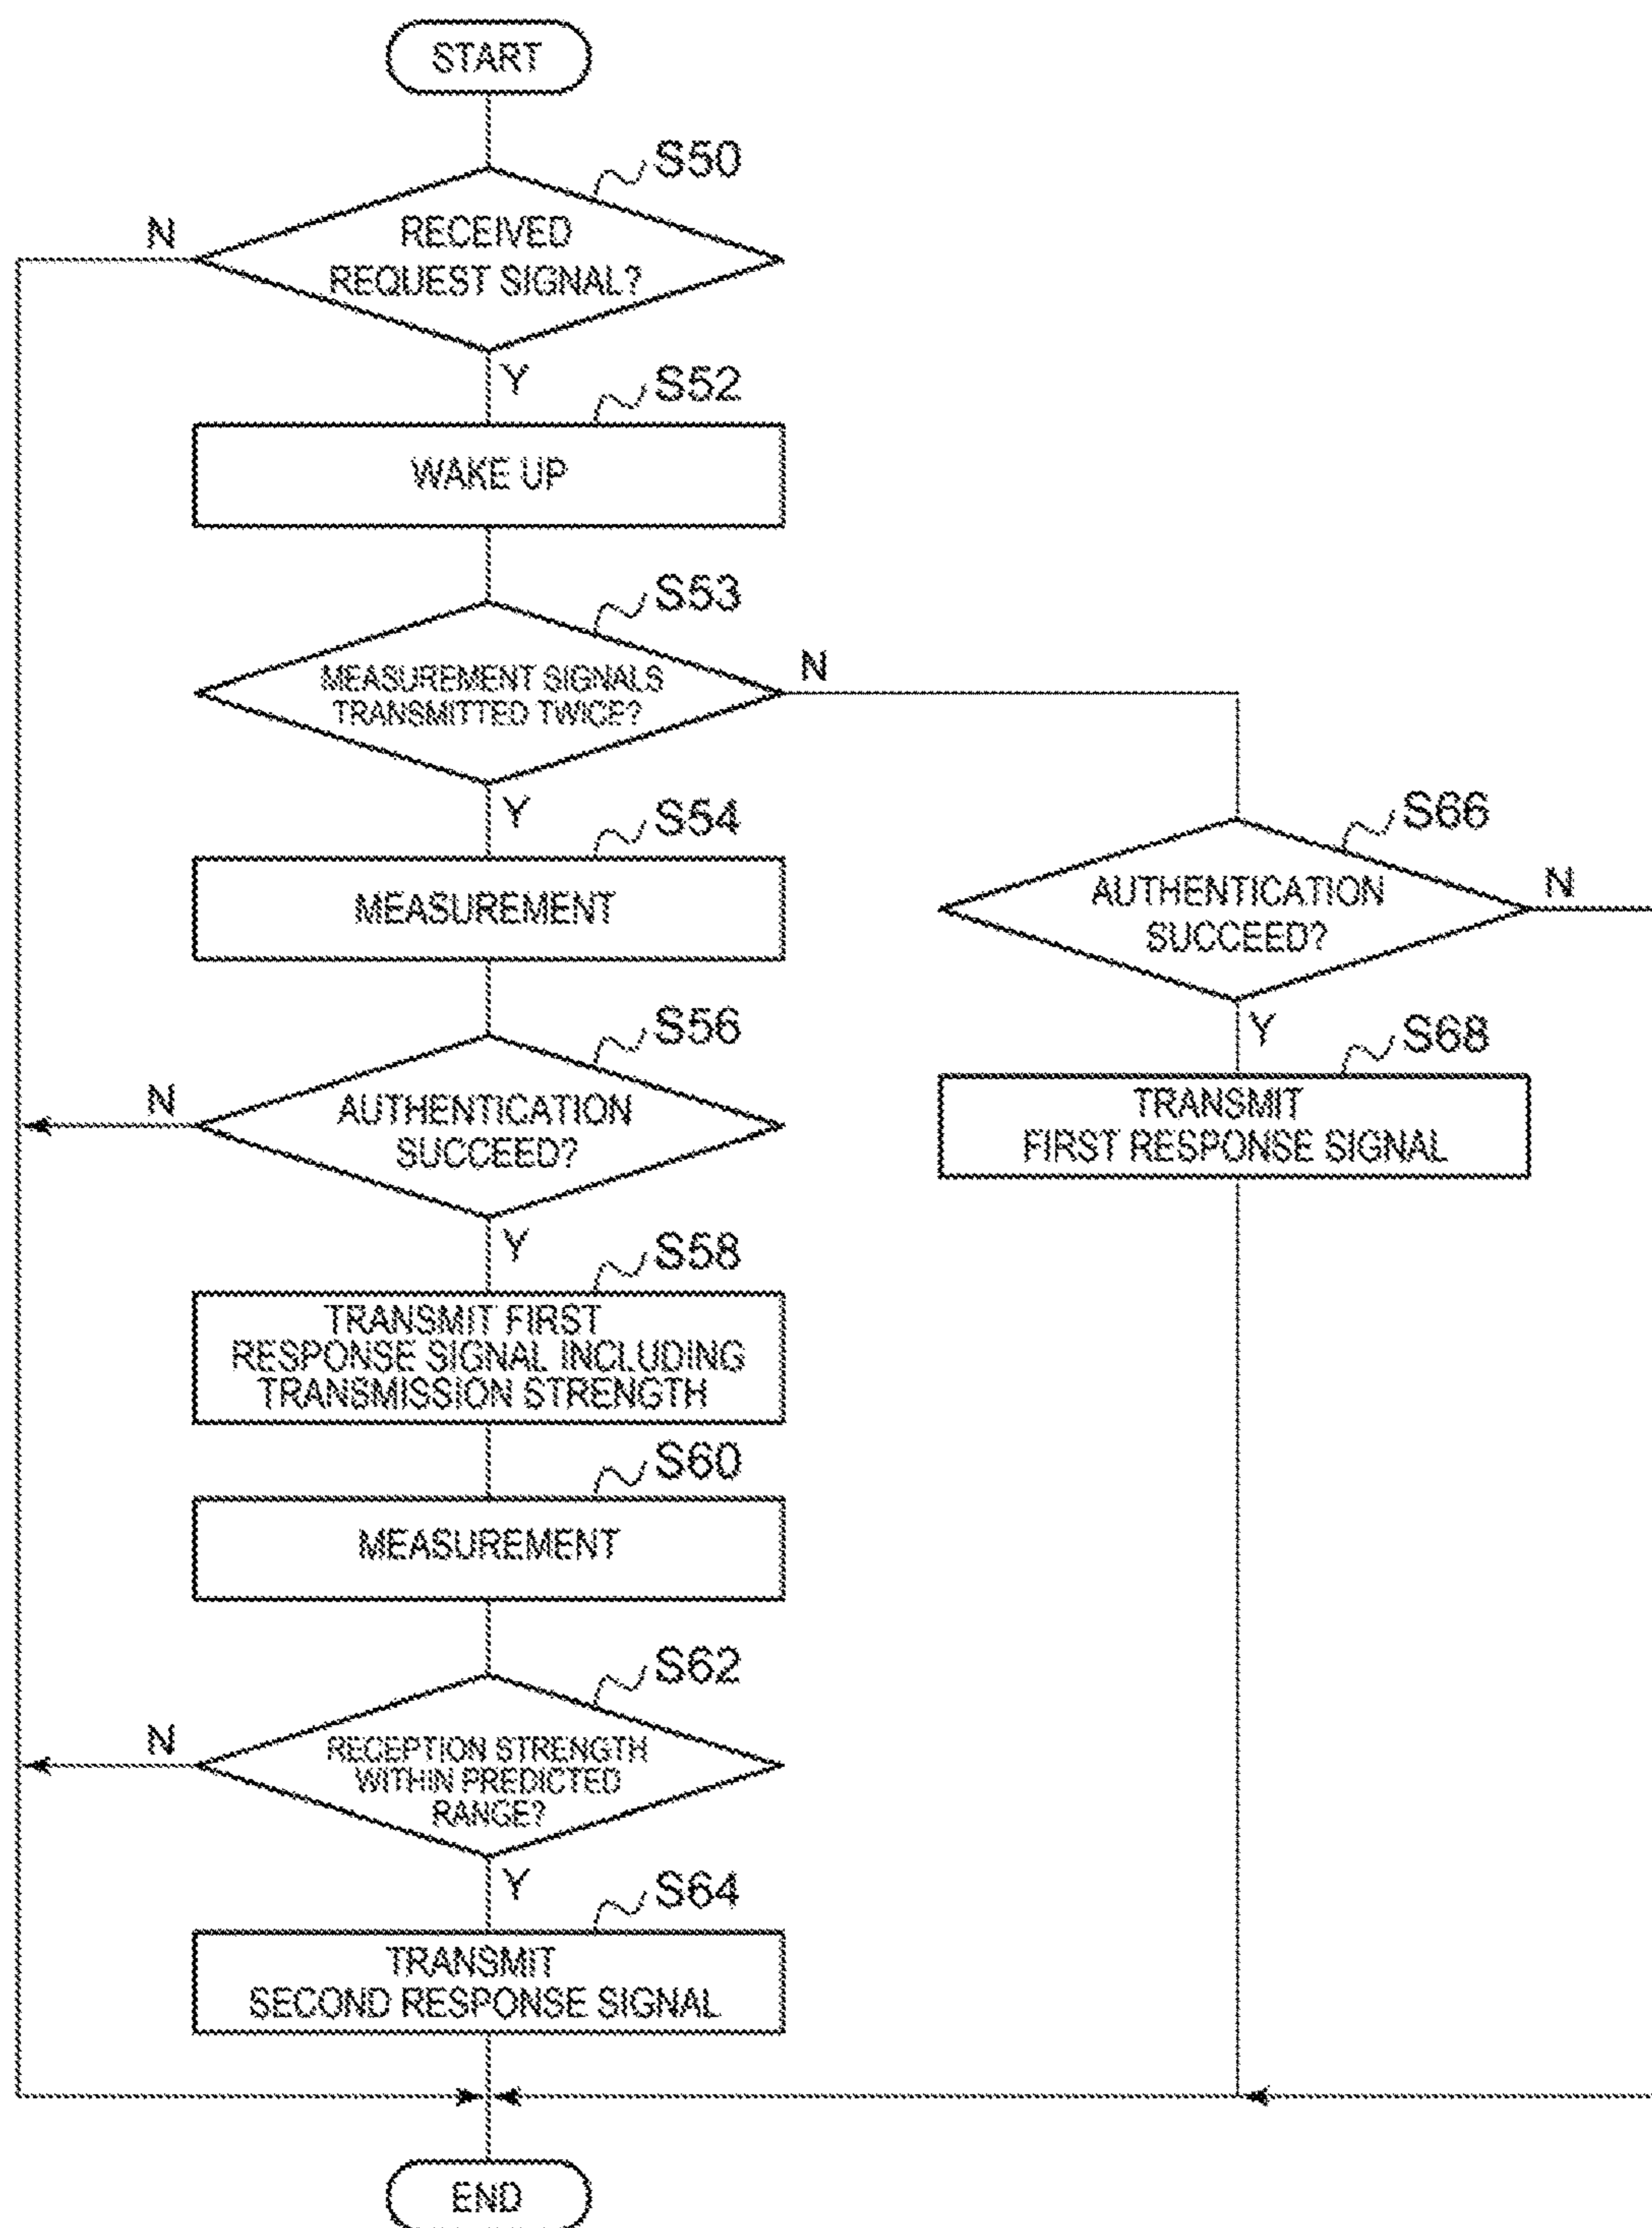 START
S50
N
RECEIVED
REQUEST SIGNAL?
Y
S52
WAKE UP
S53
MEASUREMENT SIGNALS
TRANSMITTED TWICE?
N
Y
S54
MEASUREMENT
S66
AUTHENTICATION
SUCCEED?
N
Y
S56
N
AUTHENTICATION
SUCCEED?
S68
TRANSMIT
FIRST RESPONSE SIGNAL
Y
S58
TRANSMIT FIRST
RESPONSE SIGNAL INCLUDING
TRANSMISSION STRENGTH
S60
MEASUREMENT
S62
N
RECEPTION STRENGTH
WITHIN PREDICTED
RANGE?
Y
S64
TRANSMIT
SECOND RESPONSE SIGNAL
END